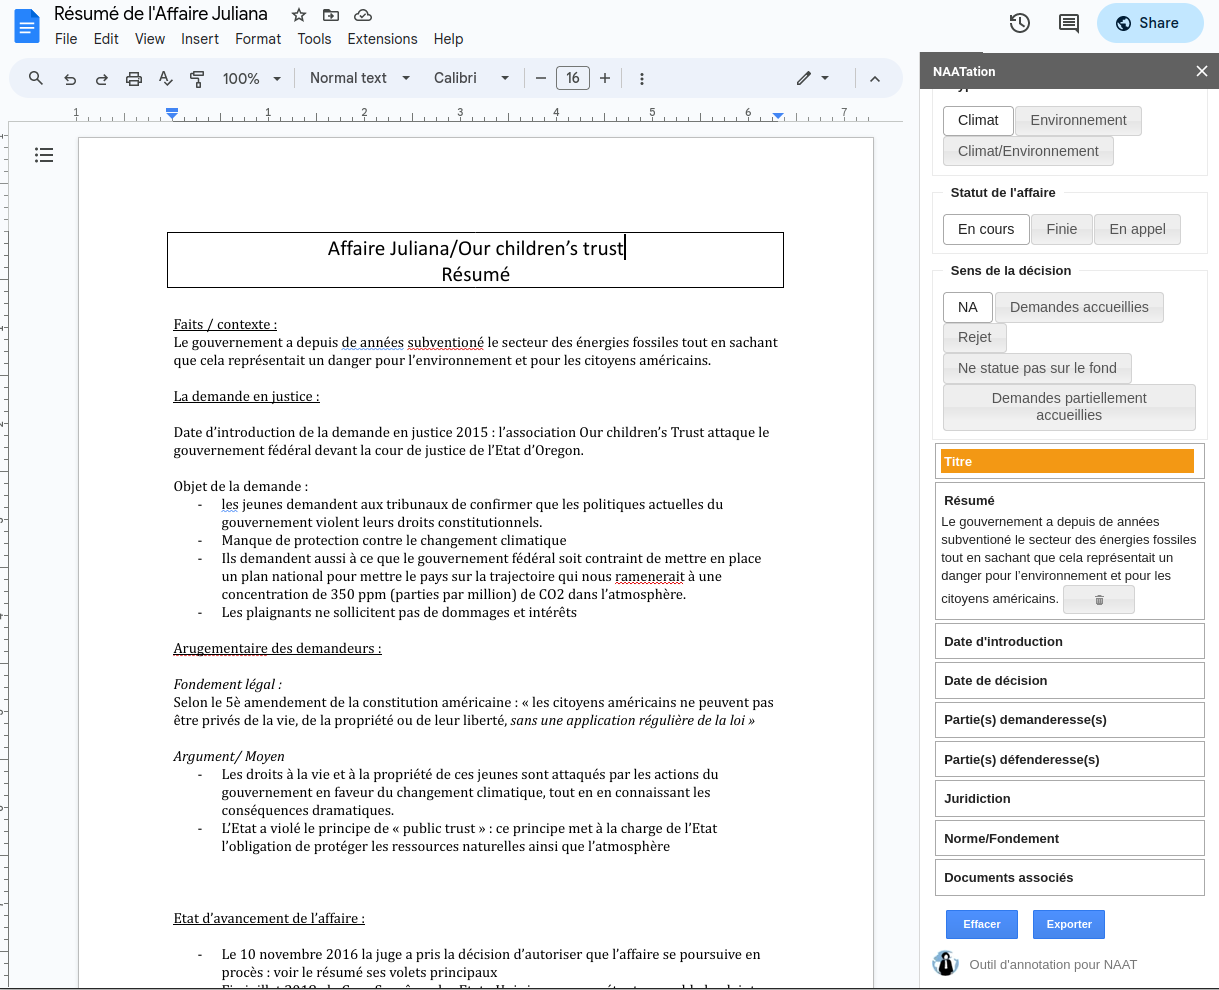 Résumé de l'Affaire Juliana
File Edit View Insert Format Tools Extensions Help
Share
100% Normal text Calibri 16
1 1 2 3 4 5 6 7
Affaire Juliana/Our children's trust
Résumé
Faits / contexte :
Le gouvernement a depuis de années subventioné le secteur des énergies fossiles tout en sachant
que cela représentait un danger pour l'environnement et pour les citoyens américains.
La demande en justice :
Date d'introduction de la demande en justice 2015 : l'association Our children's Trust attaque le
gouvernement fédéral devant la cour de justice de l'Etat d'Oregon.
Objet de la demande :
- les jeunes demandent aux tribunaux de confirmer que les politiques actuelles du
gouvernement violent leurs droits constitutionnels.
- Manque de protection contre le changement climatique
- Ils demandent aussi à ce que le gouvernement fédéral soit contraint de mettre en place
un plan national pour mettre le pays sur la trajectoire qui nous ramenerait à une
concentration de 350 ppm (parties par million) de CO2 dans l'atmosphère.
- Les plaignants ne sollicitent pas de dommages et intérêts
Arugementaire des demandeurs :
Fondement légal :
Selon le 5è amendement de la constitution américaine : « les citoyens américains ne peuvent pas
être privés de la vie, de la propriété ou de leur liberté, sans une application régulière de la loi »
Argument/ Moyen
- Les droits à la vie et à la propriété de ces jeunes sont attaqués par les actions du
gouvernement en faveur du changement climatique, tout en en connaissant les
conséquences dramatiques.
- L'Etat a violé le principe de « public trust » : ce principe met à la charge de l'Etat
l'obligation de protéger les ressources naturelles ainsi que l'atmosphère
Etat d'avancement de l'affaire :
- Le 10 novembre 2016 la juge a pris la décision d'autoriser que l'affaire se poursuive en
procès : voir le résumé ses volets principaux
NAATation
Climat Environnement
Climat/Environnement
Statut de l'affaire
En cours Finie En appel
Sens de la décision
NA Demandes accueillies
Rejet
Ne statue pas sur le fond
Demandes partiellement
accueillies
Titre
Résumé
Le gouvernement a depuis de années
subventioné le secteur des énergies fossiles
tout en sachant que cela représentait un
danger pour l'environnement et pour les
citoyens américains.
Date d'introduction
Date de décision
Partie(s) demanderesse(s)
Partie(s) défenderesse(s)
Juridiction
Norme/Fondement
Documents associés
Effacer Exporter
Outil d'annotation pour NAAT